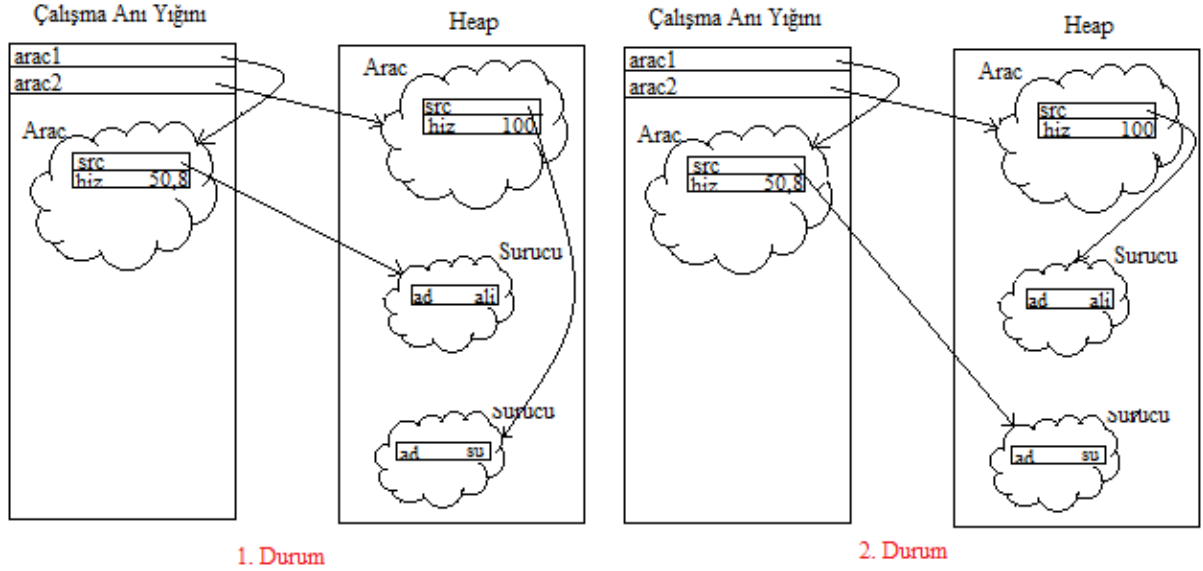 Çalışma Anı Yığını
Heap
arac1
arac2
Arac
src
hiz 100
Arac
src
hiz 50,8
Surucu
ad ali
Surucu
ad su
1. Durum
Çalışma Anı Yığını
Heap
arac1
arac2
Arac
src
hiz 100
Arac
src
hiz 50,8
Surucu
ad ali
Surucu
ad su
2. Durum